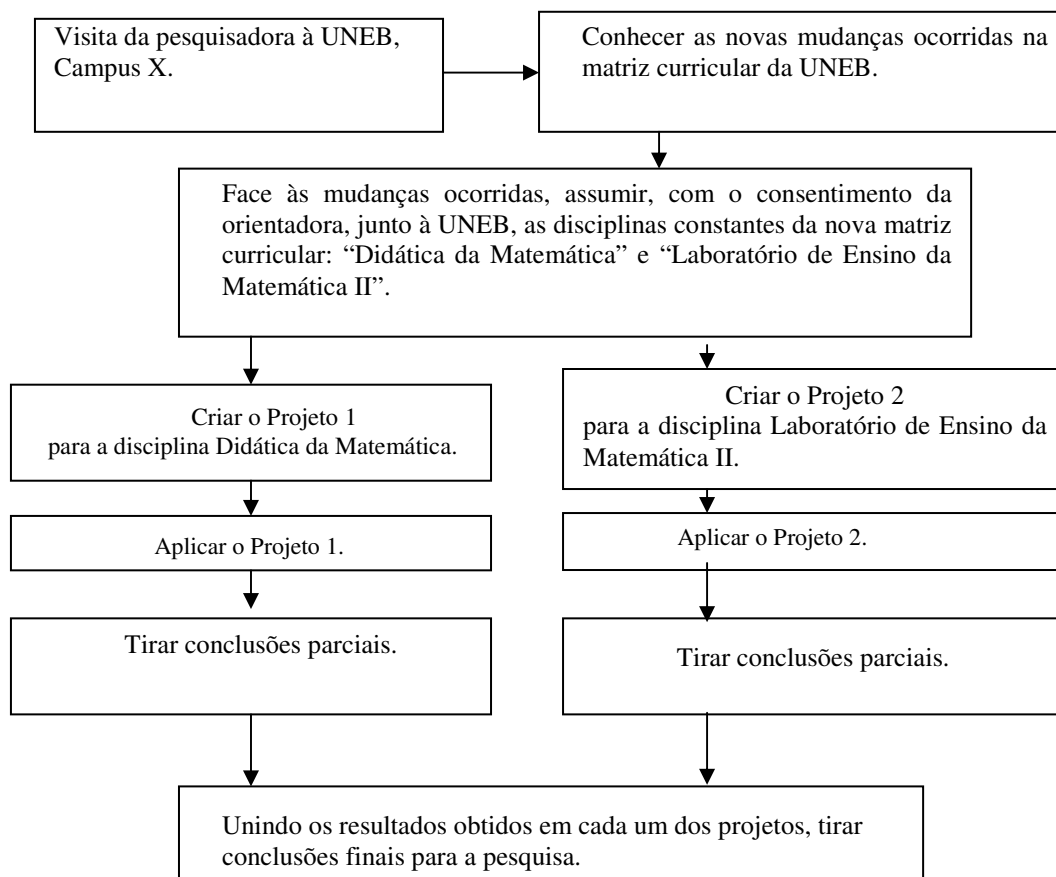 Visita da pesquisadora à UNEB,
Campus X.
Conhecer as novas mudanças ocorridas na
matriz curricular da UNEB.
Face às mudanças ocorridas, assumir, com o consentimento da
orientadora, junto à UNEB, as disciplinas constantes da nova matriz
curricular: “Didática da Matemática” e “Laboratório de Ensino da
Matemática II”.
Criar o Projeto 1
para a disciplina Didática da Matemática.
Criar o Projeto 2
para a disciplina Laboratório de Ensino da
Matemática II.
Aplicar o Projeto 1.
Aplicar o Projeto 2.
Tirar conclusões parciais.
Tirar conclusões parciais.
Unindo os resultados obtidos em cada um dos projetos, tirar
conclusões finais para a pesquisa.